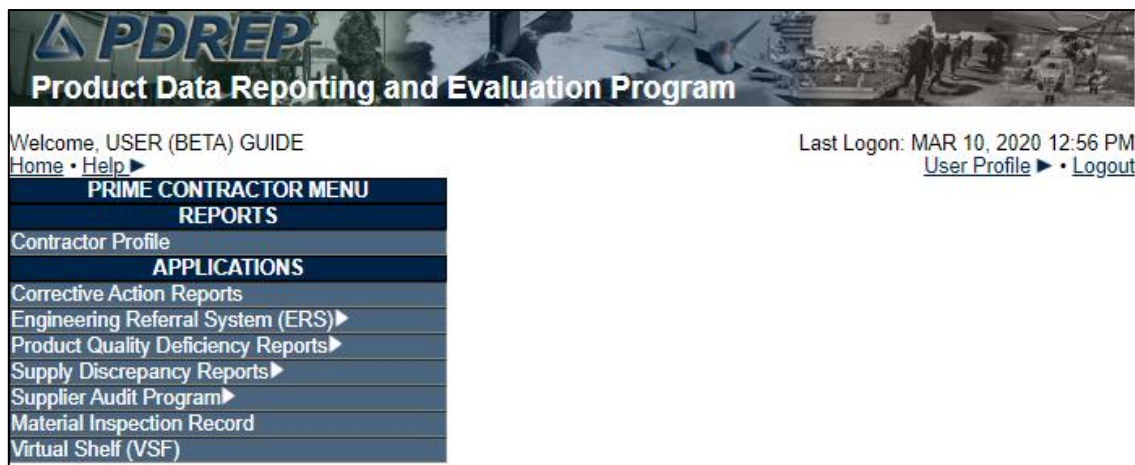 PDREP
Product Data Reporting and Evaluation Program
Welcome, USER (BETA) GUIDE
Last Logon: MAR 10, 2020 12:56 PM
Home • Help ►
User Profile ► • Logout
PRIME CONTRACTOR MENU
REPORTS
Contractor Profile
APPLICATIONS
Corrective Action Reports
Engineering Referral System (ERS)►
Product Quality Deficiency Reports►
Supply Discrepancy Reports►
Supplier Audit Program►
Material Inspection Record
Virtual Shelf (VSF)